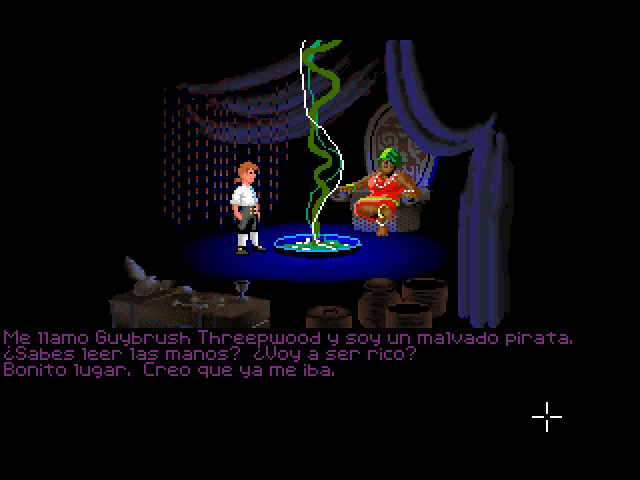 Me llamo Guybrush Threepwood y soy un malvado pirata.
¿Sabes leer las manos? ¿Voy a ser rico?
Bonito lugar. Creo que ya me iba.